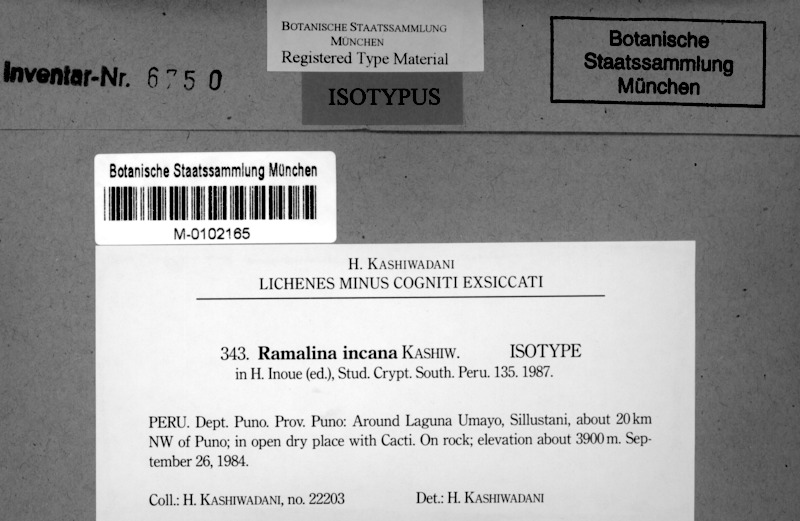 BOTANISCHE STAATSSAMMLUNG
MÜNCHEN
Registered Type Material
ISOTYPUS
Botanische
Staatssammlung
München
Inventar-Nr. 6750
Botanische Staatssammlung München
M-0102165
H. KASHIWADANI
LICHENES MINUS COGNITI EXSICCATI
343. Ramalina incana KASHIW. ISOTYPE
in H. Inoue (ed.), Stud. Crypt. South. Peru. 135. 1987.
PERU. Dept. Puno. Prov. Puno: Around Laguna Umayo, Sillustani, about 20 km
NW of Puno; in open dry place with Cacti. On rock; elevation about 3900 m. Sep-
tember 26, 1984.
Coll.: H. KASHIWADANI, no. 22203 Det.: H. KASHIWADANI